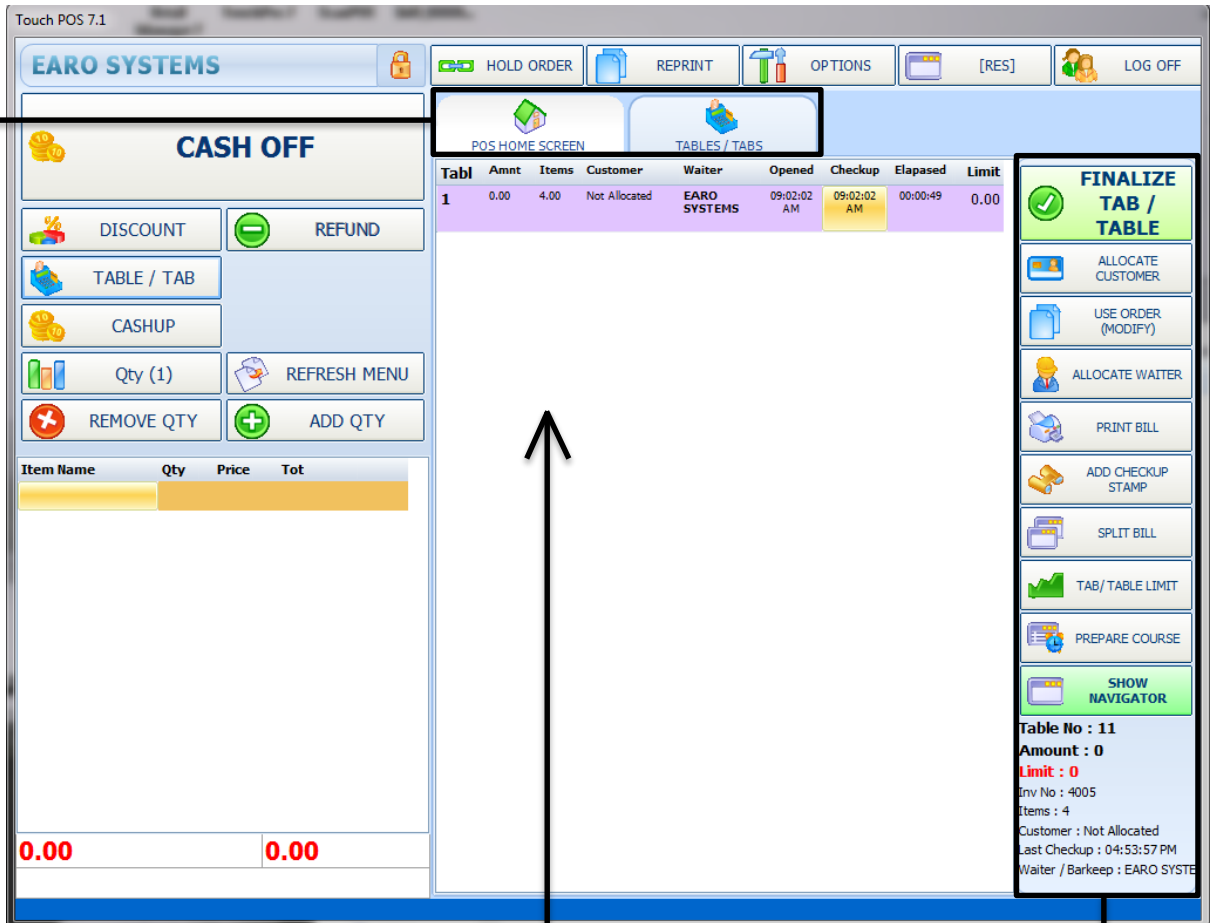 Touch POS 7.1
EARO SYSTEMS
HOLD ORDER
REPRINT
OPTIONS
[RES]
LOG OFF
CASH OFF
POS HOME SCREEN
TABLES / TABS
DISCOUNT
REFUND
TABLE / TAB
CASHUP
Qty (1)
REFRESH MENU
REMOVE QTY
ADD QTY
Item Name Qty Price Tot
0.00 0.00
Tabl Amnt Items Customer Waiter Opened Checkup Elapased Limit
1 0.00 4.00 Not Allocated EARO 09:02:02 09:02:02 00:00:49 0.00
SYSTEMS AM AM
FINALIZE
TAB /
TABLE
ALLOCATE
CUSTOMER
USE ORDER
(MODIFY)
ALLOCATE WAITER
PRINT BILL
ADD CHECKUP
STAMP
SPLIT BILL
TAB/ TABLE LIMIT
PREPARE COURSE
SHOW
NAVIGATOR
Table No : 11
Amount : 0
Limit : 0
Inv No : 4005
Items : 4
Customer : Not Allocated
Last Checkup : 04:53:57 PM
Waiter / Barkeep : EARO SYSTE